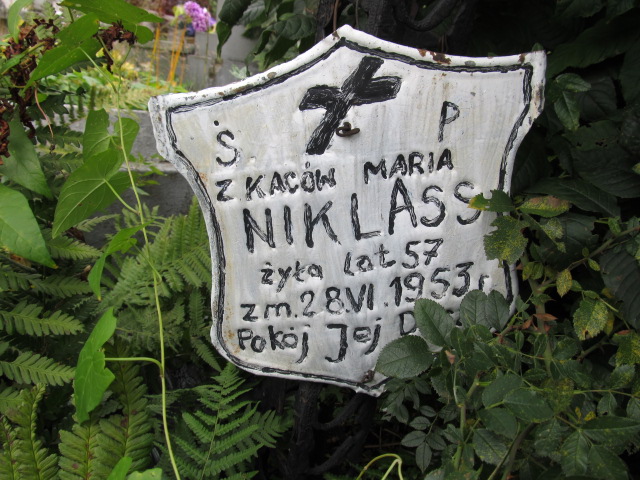 Ś. P
Z KACÓW MARIA
NIKLASS
żyła lat 57
zm. 28.VI.1953 r
Pokój Jej